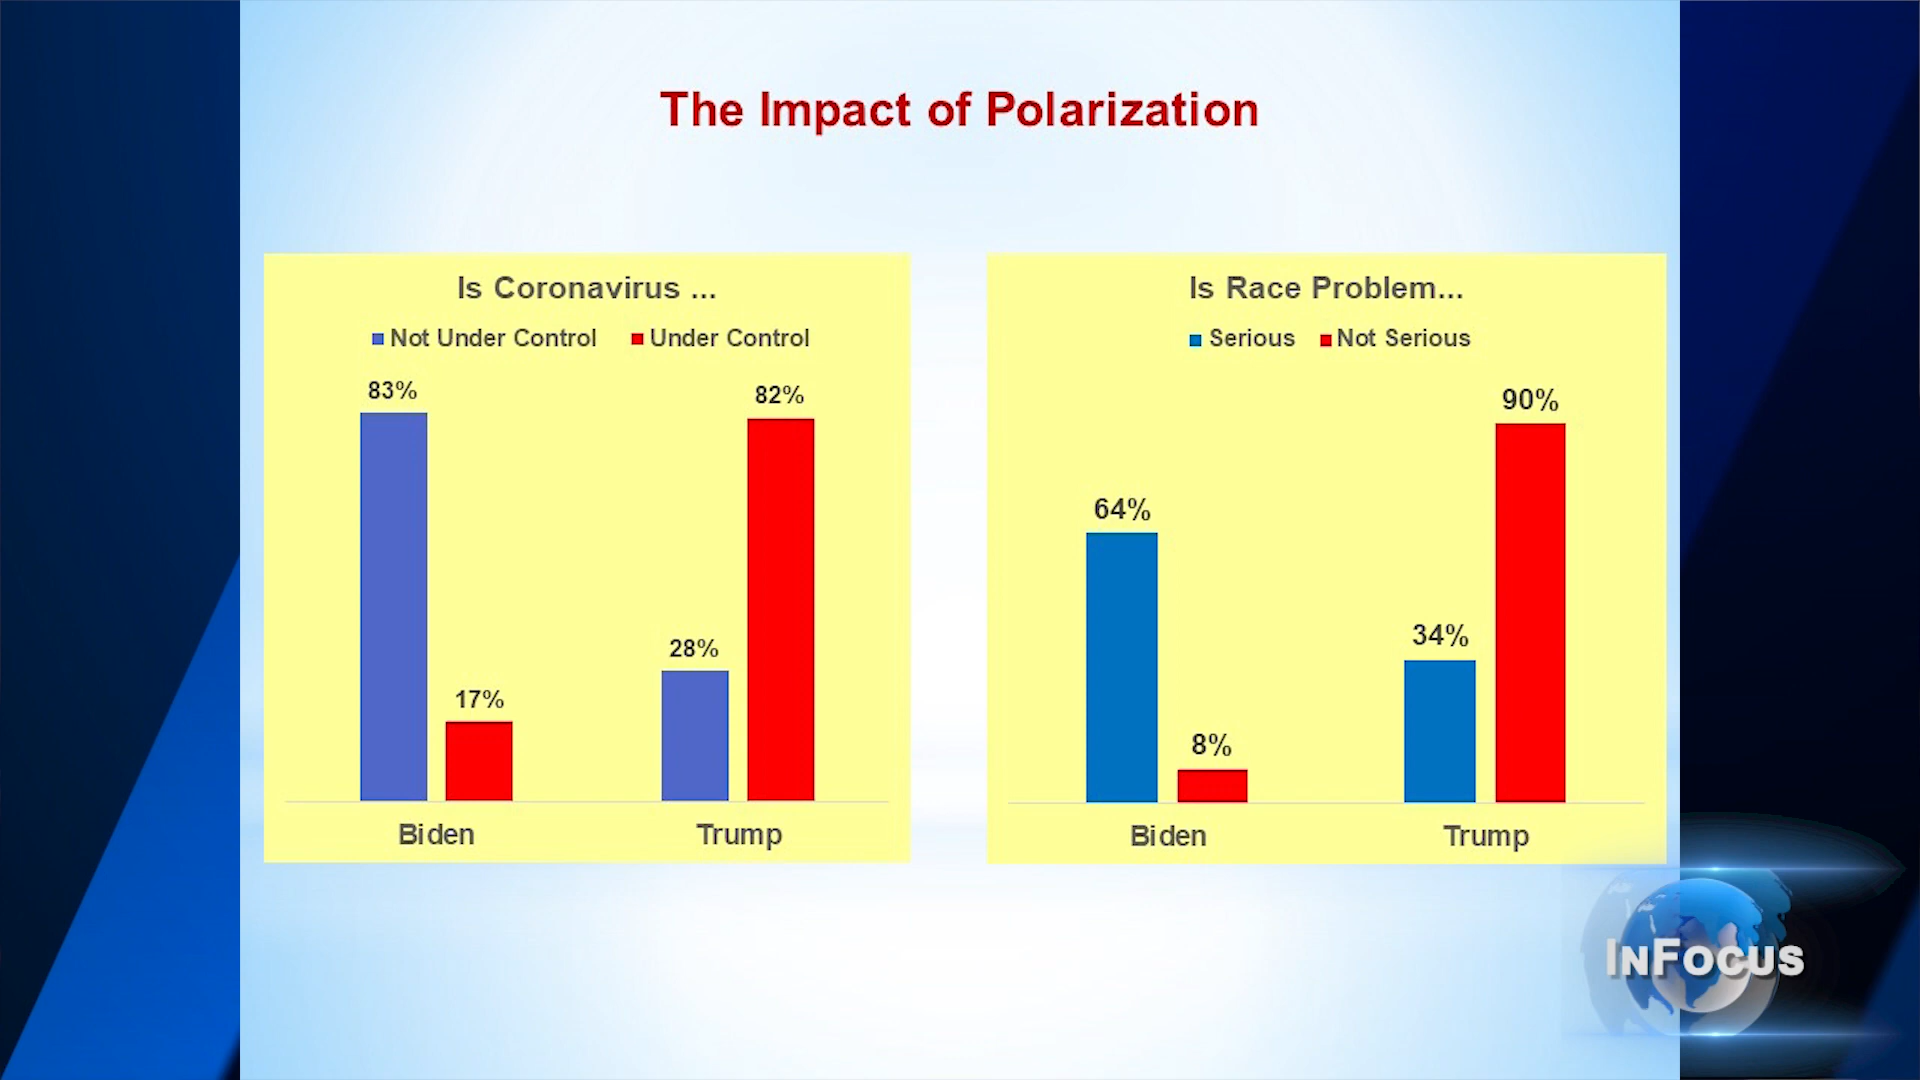 The Impact of Polarization
Is Coronavirus ...
Not Under Control Under Control
83%
17%
28%
82%
Biden Trump
Is Race Problem...
Serious Not Serious
64%
8%
34%
90%
Biden Trump
INFOCUS